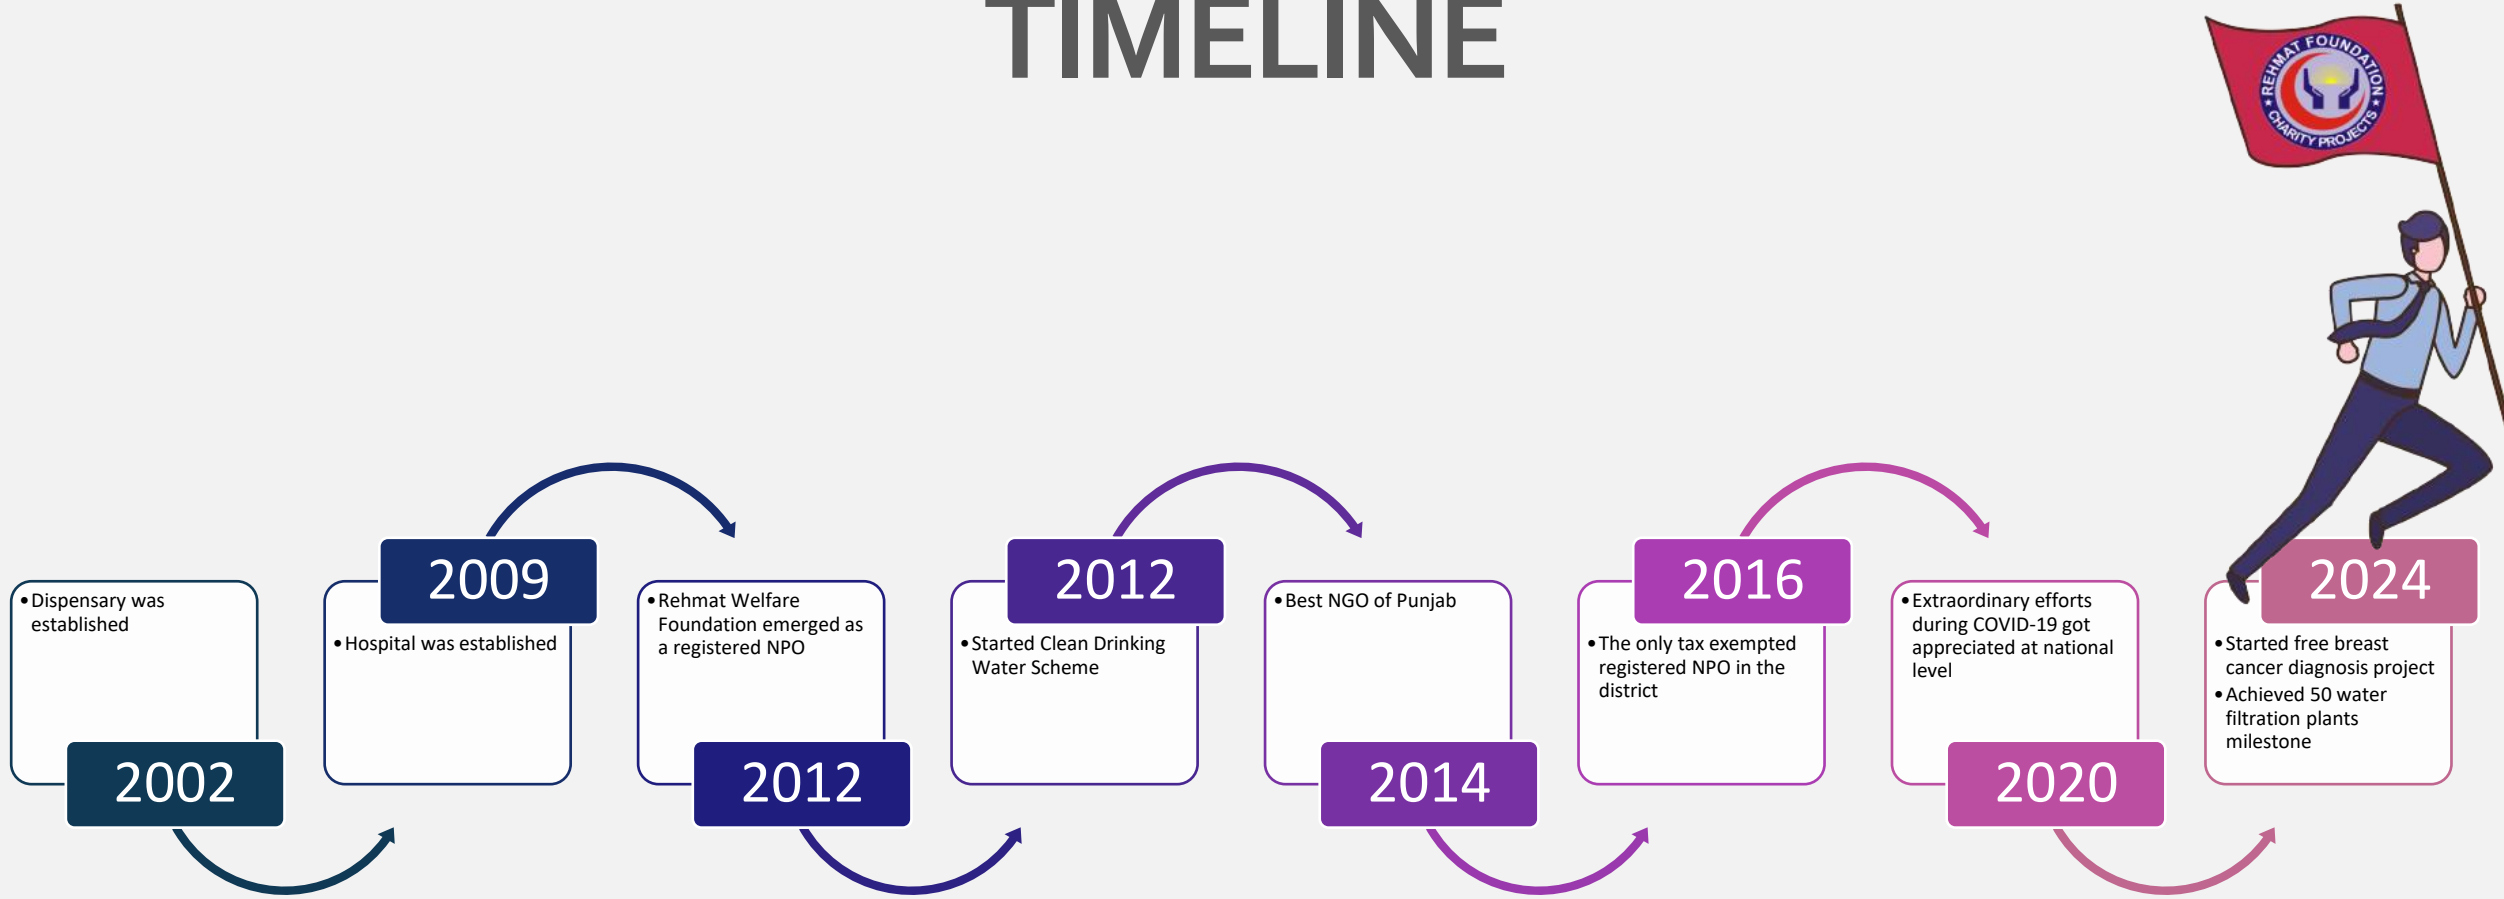 TIMELINE
REHMAT FOUNDATION
CHARITY PROJECTS
•Dispensary was
established
2002
2009
•Hospital was established
•Rehmat Welfare
Foundation emerged as
a registered NPO
2012
2012
•Started Clean Drinking
Water Scheme
•Best NGO of Punjab
2014
2016
•The only tax exempted
registered NPO in the
district
•Extraordinary efforts
during COVID-19 got
appreciated at national
level
2020
2024
•Started free breast
cancer diagnosis project
•Achieved 50 water
filtration plants
milestone